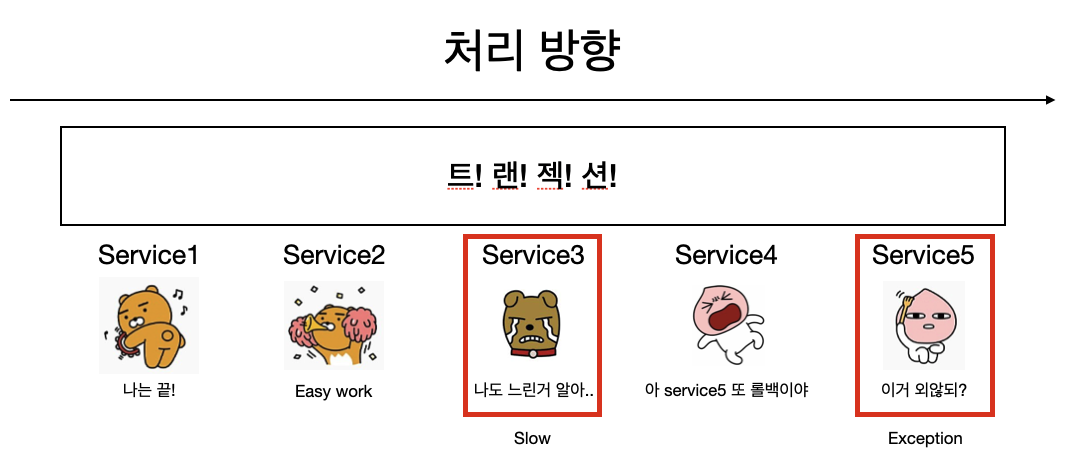 처리 방향
트! 랜! 젝! 션!
Service1
Service2
Service3
Service4
Service5
나는 끝!
Easy work
나도 느린거 알아..
아 service5 또 롤백이야
이거 외않되?
Slow
Exception